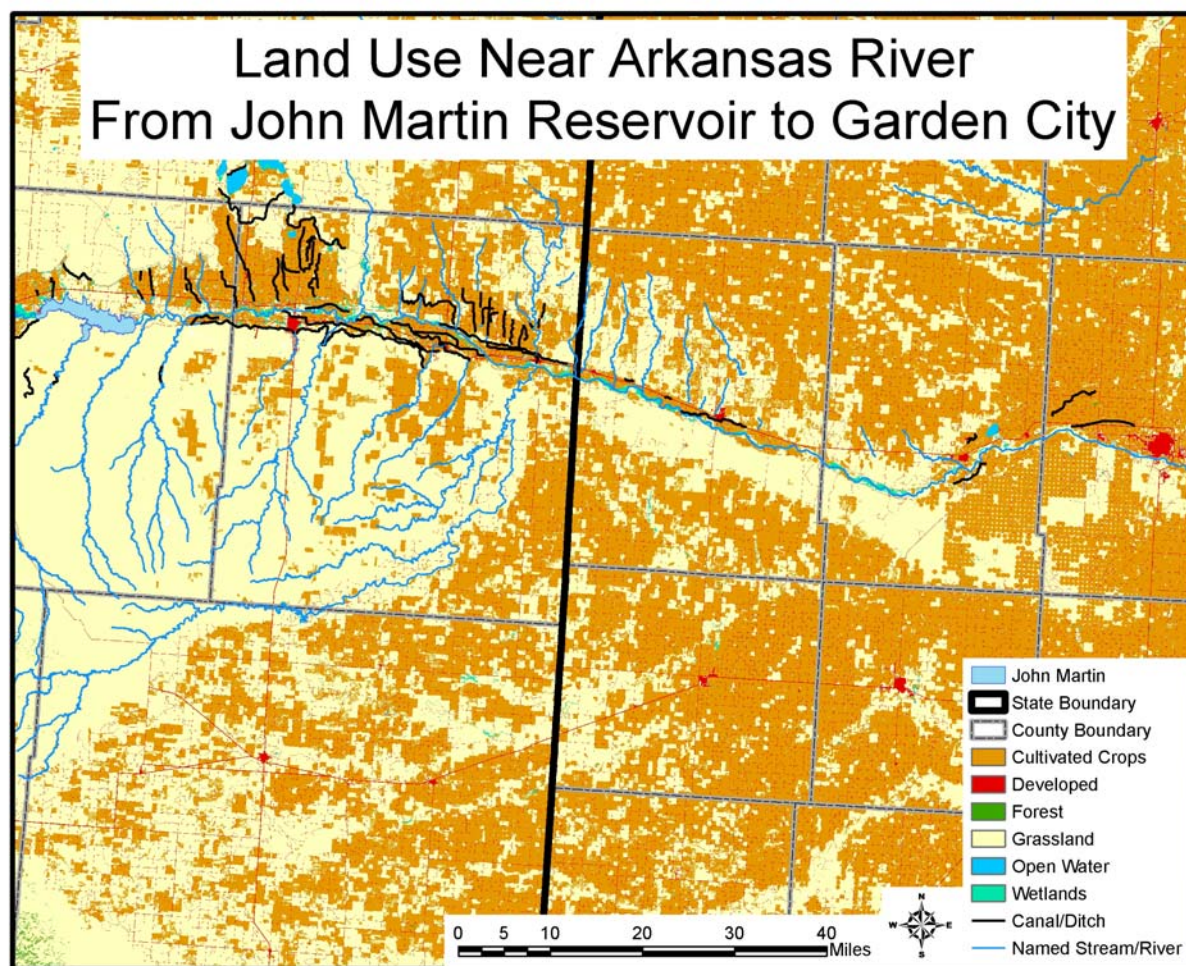 Land Use Near Arkansas River
From John Martin Reservoir to Garden City
John Martin
State Boundary
County Boundary
Cultivated Crops
Developed
Forest
Grassland
Open Water
Wetlands
Canal/Ditch
Named Stream/River
N
W E
S
0 5 10 20 30 40
Miles